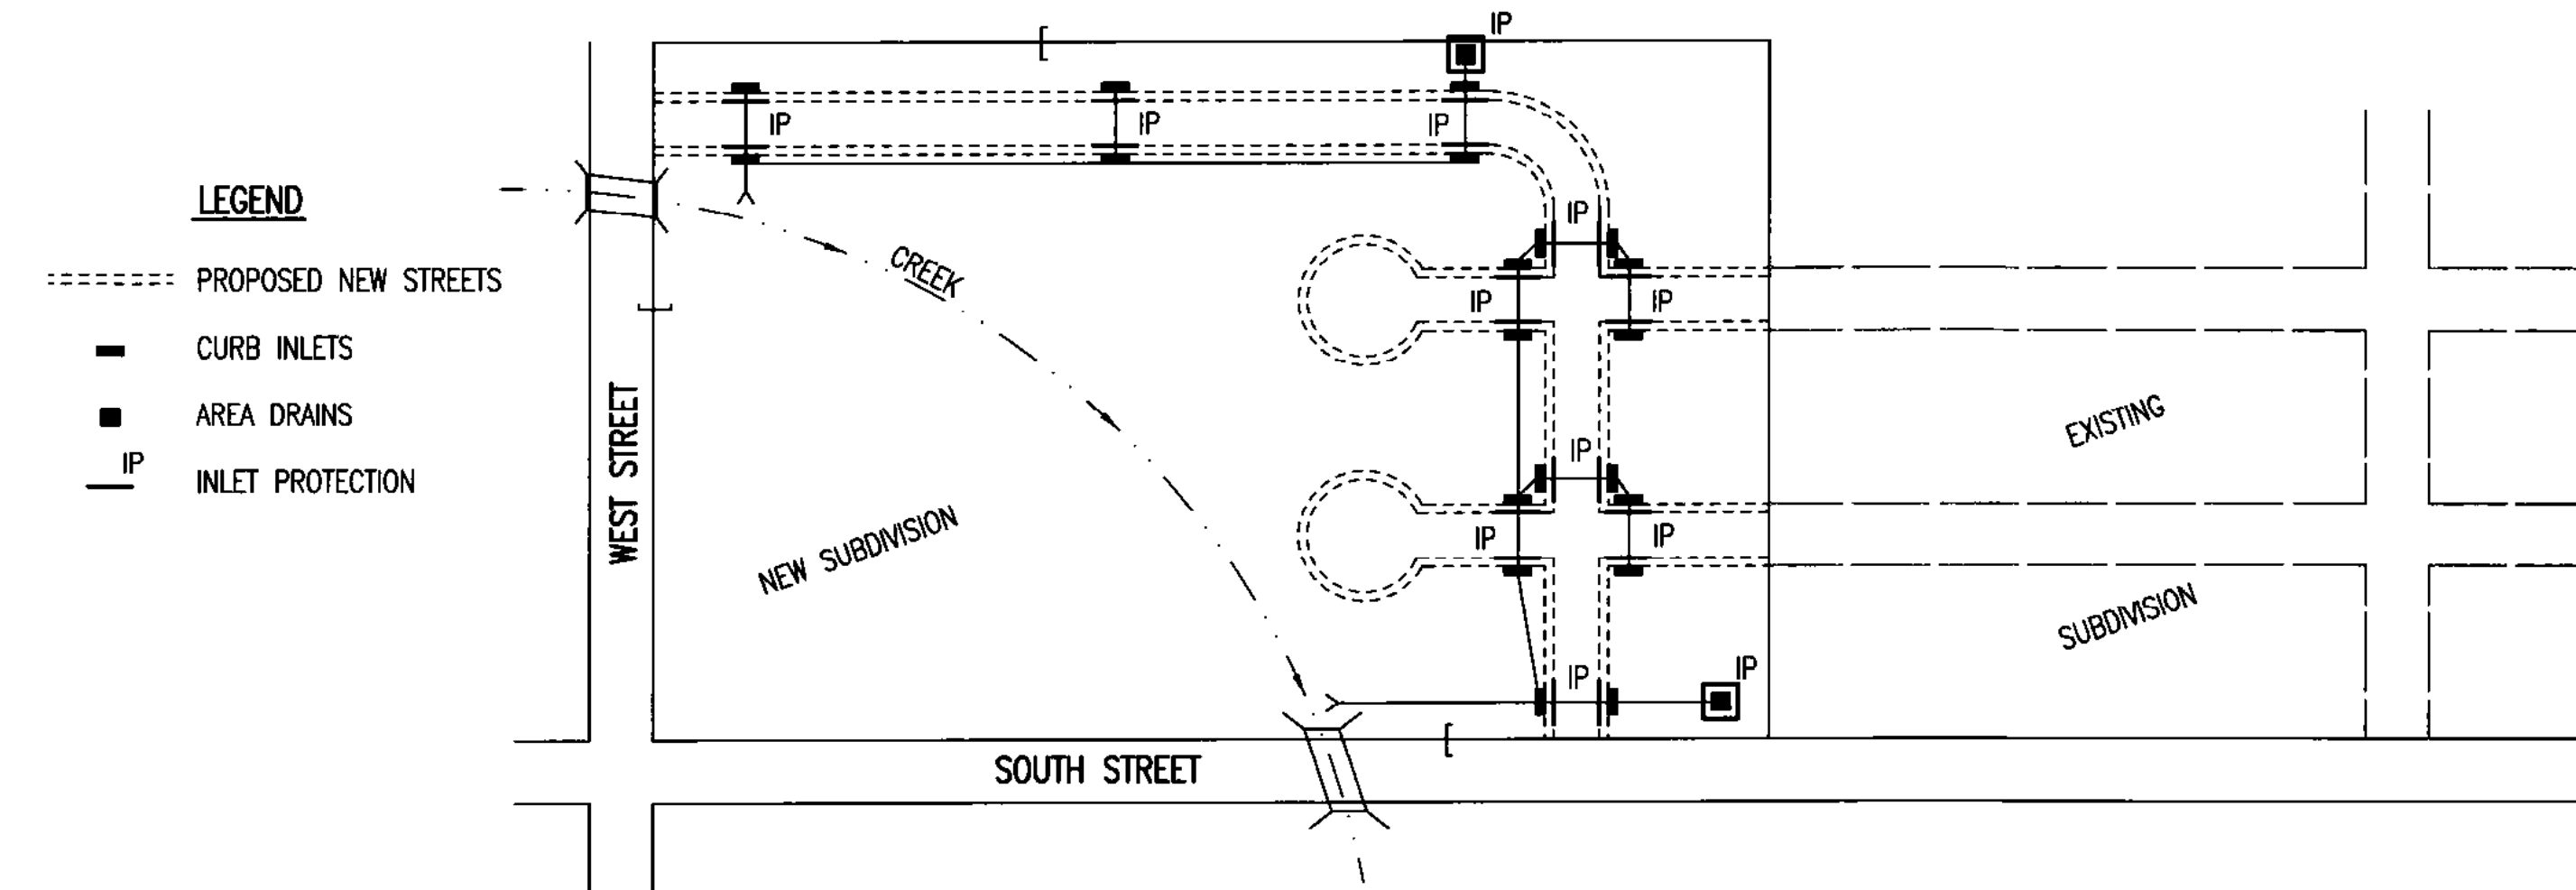 LEGEND
PROPOSED NEW STREETS
CURB INLETS
AREA DRAINS
IP
INLET PROTECTION
IP
IP
IP
IP
IP
IP
IP
IP
IP
IP
IP
IP
CREEK
WEST STREET
NEW SUBDIVISION
EXISTING
SUBDIVISION
SOUTH STREET